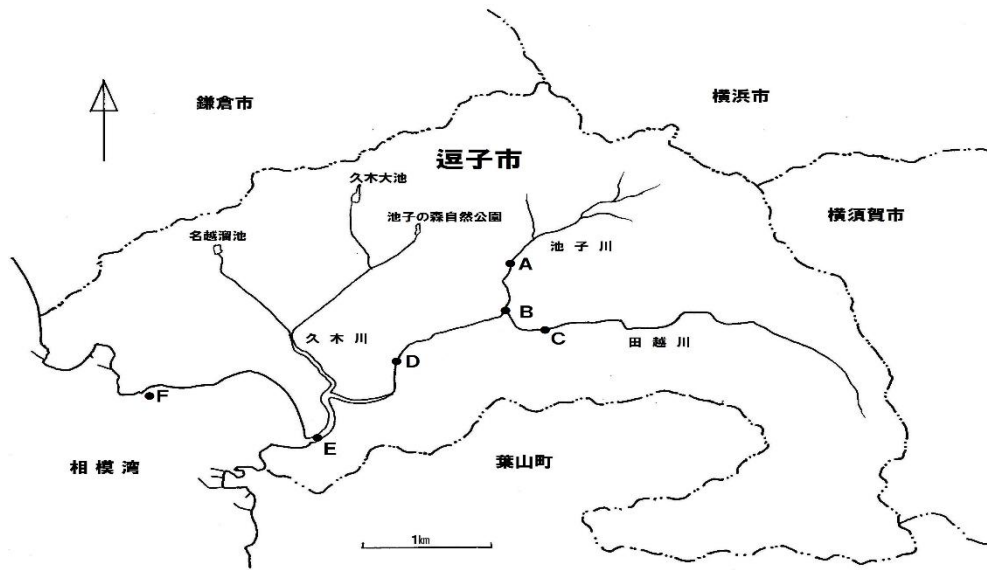 鎌倉市
横浜市
逗子市
久木大池
池子の森自然公園
横須賀市
名越溜池
池子川
A
B
C
久木川
田越川
D
F
E
相模湾
葉山町
1km